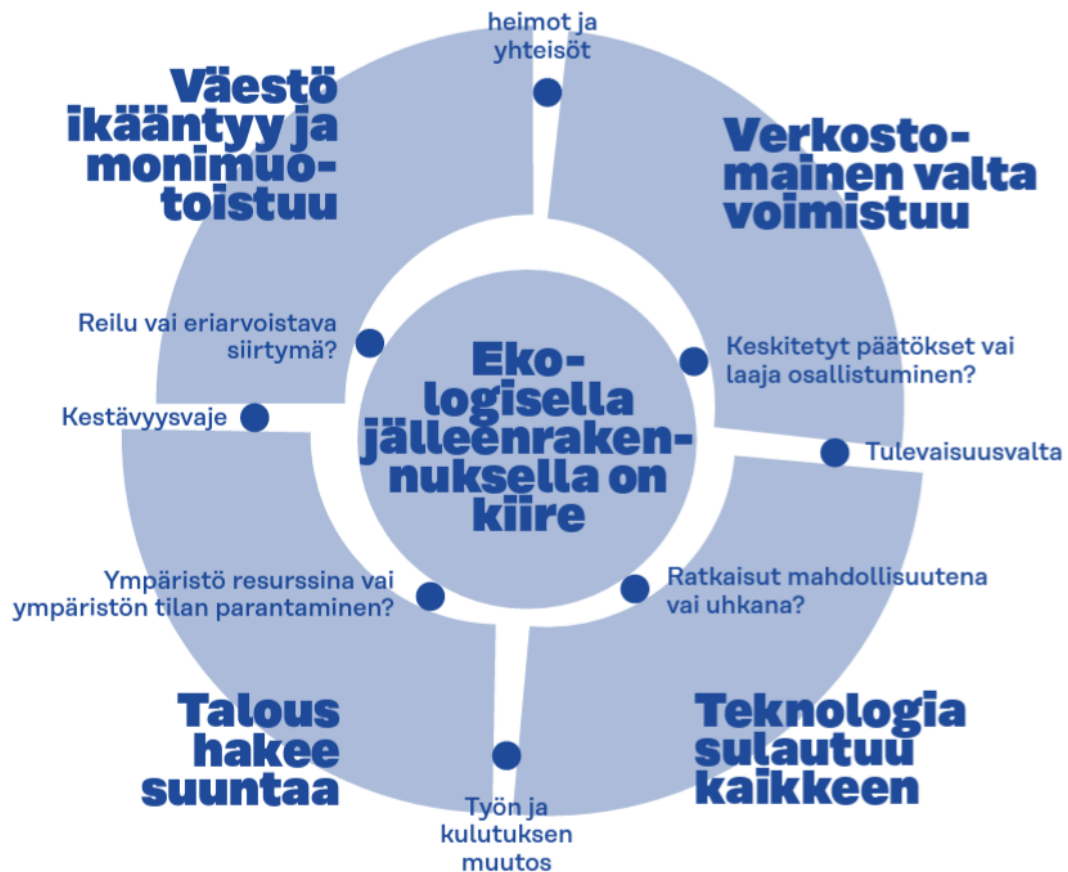 heimot ja
yhteisöt
Väestö
ikääntyy ja
monimuo-
toistuu
Verkosto-
mainen valta
voimistuu
Reilu vai eriarvoistava
siirtymä?
Keskitetyt päätökset vai
laaja osallistuminen?
Eko-
logisella
jälleenraken-
nuksella on
kiire
Kestävyysvaje
Tulevaisuusvalta
Ympäristö resurssina vai
ympäristön tilan parantaminen?
Ratkaisut mahdollisuutena
vai uhkana?
Talous
hakee
suuntaa
Teknologia
sulautuu
kaikkeen
Työn ja
kulutuksen
muutos